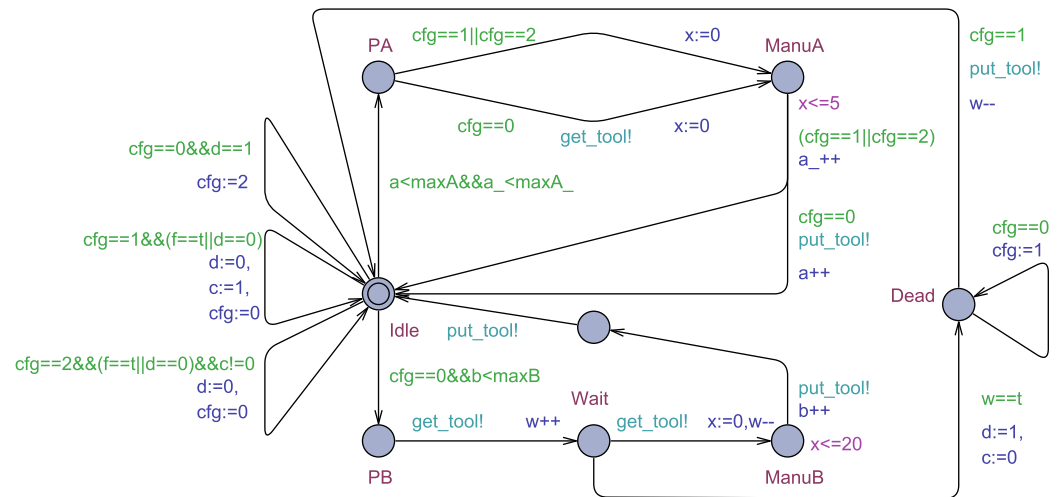 cfg==1
PA
cfg==1||cfg==2
x:=0
ManuA
put_tool!
w--
x<=5
cfg==0
get_tool!
x:=0
(cfg==1||cfg==2)
a_++
cfg==0&&d==1
cfg:=2
a<maxA&&a_<maxA_
cfg==0
put_tool!
a++
cfg==1&&(f==t||d==0)
d:=0,
c:=1,
cfg:=0
cfg==0
cfg:=1
Dead
Idle
put_tool!
cfg==2&&(f==t||d==0)&&c!=0
d:=0,
cfg:=0
cfg==0&&b<maxB
Wait
put_tool!
b++
w==t
d:=1,
c:=0
get_tool!
w++
get_tool!
x:=0,w--
x<=20
PB
ManuB